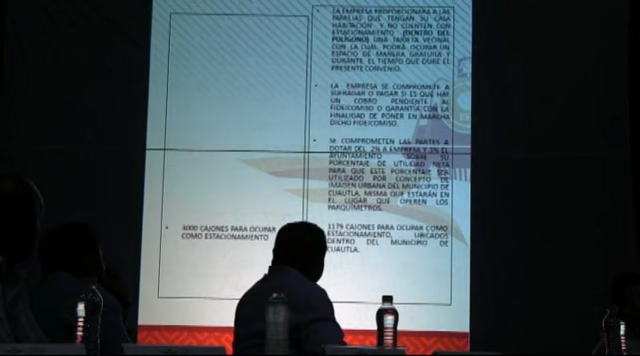 LA EMPRESA PROPORCIONARA A LAS
FAMILIAS QUE TENGAN SU CASA
HABITACIÓN Y NO CUENTEN CON
ESTACIONAMIENTO (DENTRO DEL
POLÍGONO) UNA TARJETA VECINAL
CON LA CUAL PODRÁ OCUPAR UN
ESPACIO DE MANERA GRATUITA Y
DURANTE EL TIEMPO QUE DURE EL
PRESENTE CONVENIO.
LA EMPRESA SE COMPROMETE A
SUFRAGAR O PAGAR SI ES QUE HAY
UN COBRO PENDIENTE AL
FIDEICOMISO O GARANTÍA CON LA
FINALIDAD DE PONER EN MARCHA
DICHO FIDEICOMISO.
SE COMPROMETEN LAS PARTES A
DOTAR DEL 2% A EMPRESA Y 2% EL
AYUNTAMIENTO SOBRE SU
PORCENTAJE DE UTILIDAD NETA
PARA QUE ESTE PORCENTAJE SEA
UTILIZADO POR CONCEPTO DE
IMAGEN URBANA DEL MUNICIPIO DE
CUAUTLA, MISMA QUE ESTARÁN EN
EL LUGAR QUE OPEREN LOS
PARQUÍMETROS.
4000 CAJONES PARA OCUPAR
COMO ESTACIONAMIENTO
1179 CAJONES PARA OCUPAR COMO
ESTACIONAMIENTO, UBICADOS
DENTRO DEL MUNICIPIO DE
CUAUTLA.